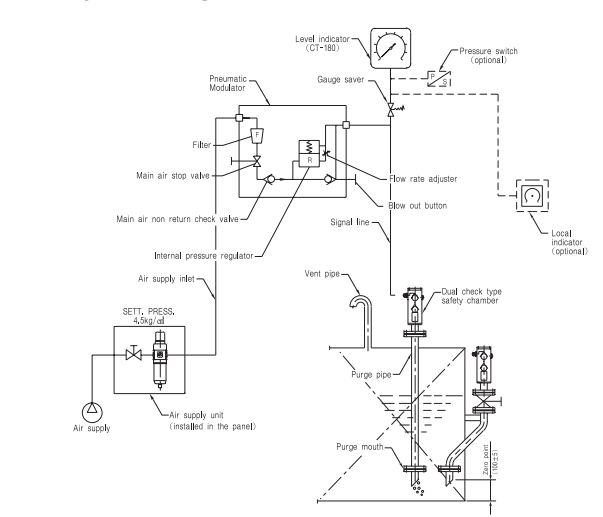 Level indicator
(CT-180)
P
S
Pressure switch
(optional)
Gauge saver
Pneumatic
Modulator
F
Filter
R
Main air stop valve
Flow rate adjuster
Blow out button
Main air non return check valve
Signal line
Local
indicator
(optional)
Internal pressure regulator
Air supply inlet
Vent pipe
Dual check type
safety chamber
SETT. PRESS.
4.5kg/㎠
Purge pipe
Air supply
Air supply unit
(installed in the panel)
Purge mouth
Zero point
(100±5)